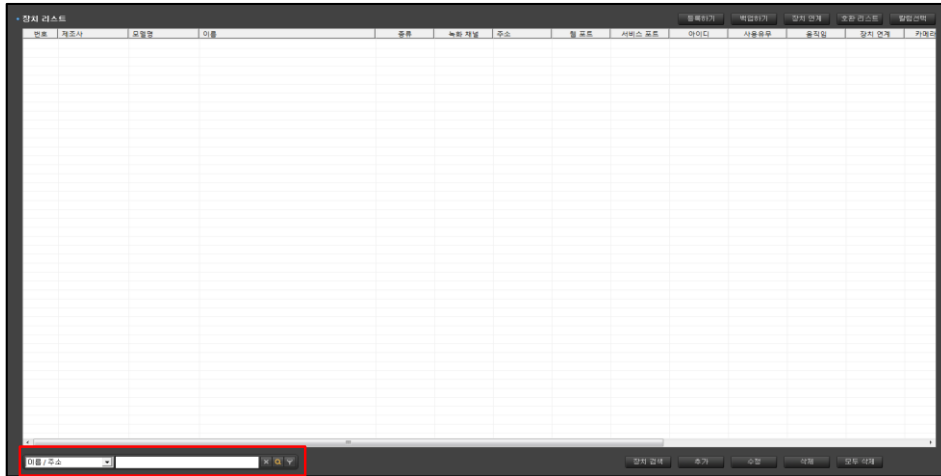 장치 리스트
등록하기 백업하기 장치 연계 호환 리스트 칼럼선택
번호 제조사 모델명 이름 종류 녹화 채널 주소 웹 포트 서비스 포트 아이디 사용유무 움직임 장치 연계 카메라
이름 / 주소
장치 검색 추가 수정 삭제 모두 삭제